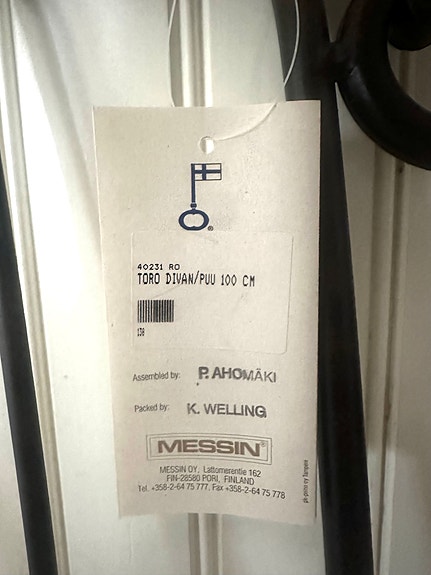 ®
40231 RO
TORO DIVAN/PUU 100 CM
138
Assembled by: P. AHOMÄKI
Packed by: K. WELLING
MESSIN®
MESSIN OY, Lattomerentie 162
FIN-28580 PORI, FINLAND
Tel. +358-2-64 75 777, Fax +358-2-64 75 778